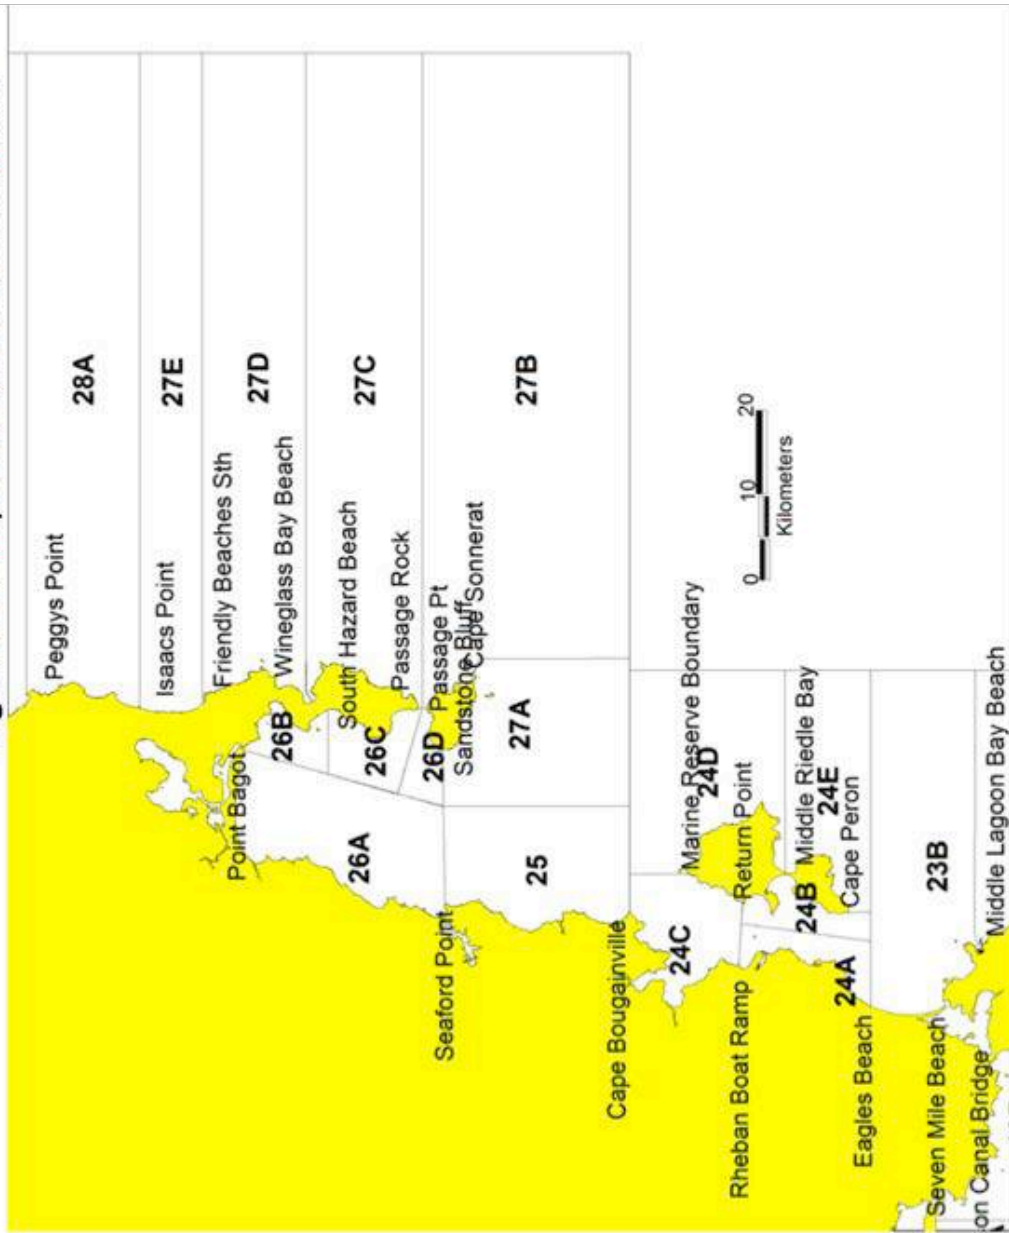 Peggys Point
28A
Isaacs Point
27E
Friendly Beaches Sth
27D
Wineglass Bay Beach
Point Bagot
26B
South Hazard Beach
27C
26C
Passage Rock
26A
26D
Passage Pt
Sandstone Bluff
Cape Sonnerat
27B
27A
25
Seaford Point
Cape Bougainville
0 10 20
Kilometers
Marine Reserve Boundary
24D
24C
Return Point
Rheban Boat Ramp
Middle Riedle Bay
24E
24B
Cape Peron
24A
Eagles Beach
23B
Seven Mile Beach
Middle Lagoon Bay Beach
on Canal Bridge